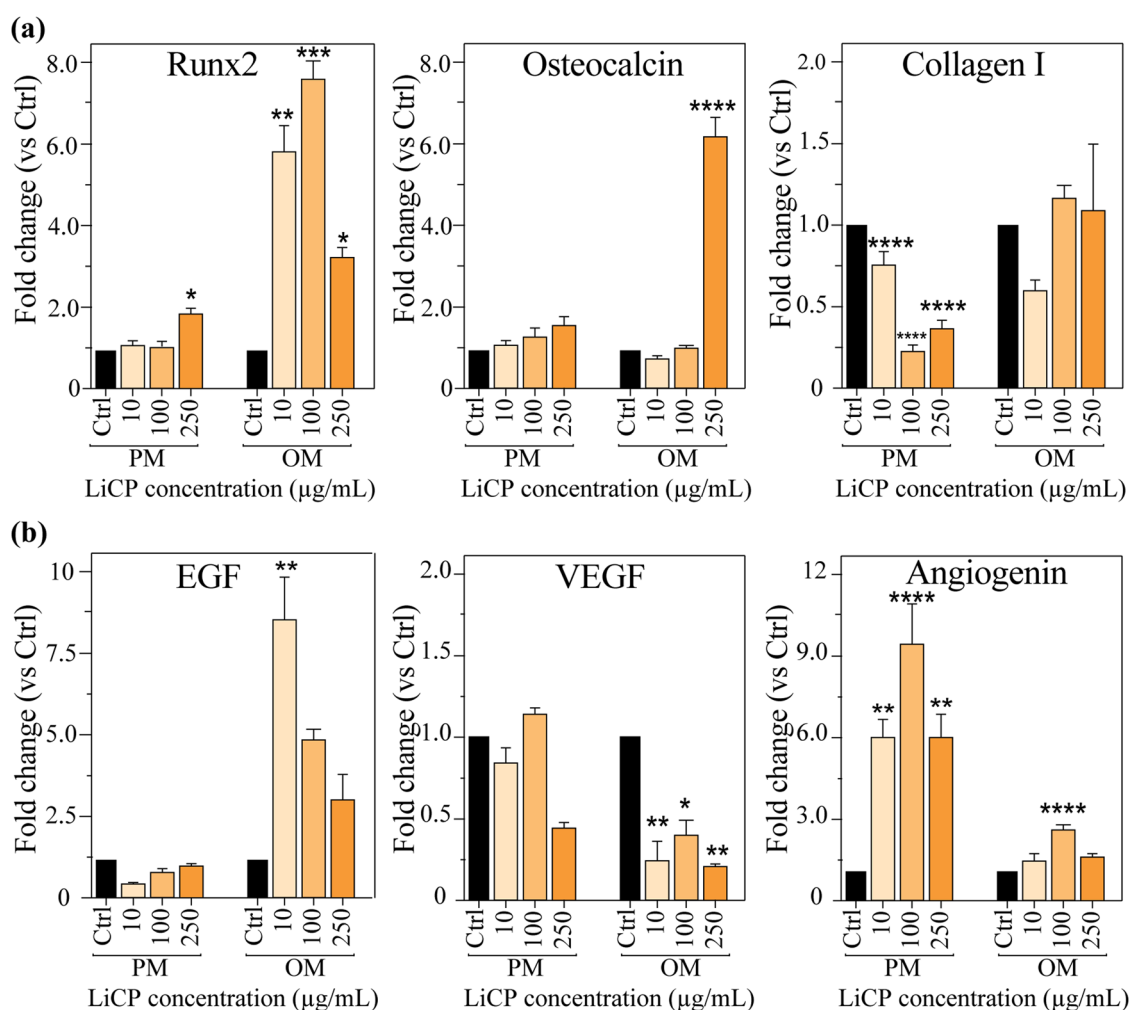 (a)
Runx2
Fold change (vs Ctrl)
8.0
6.0
4.0
2.0
0
*
**
***
*
Ctrl 10 100 250 Ctrl 10 100 250
PM OM
LiCP concentration (µg/mL)
Osteocalcin
Fold change (vs Ctrl)
8.0
6.0
4.0
2.0
0
****
Ctrl 10 100 250 Ctrl 10 100 250
PM OM
LiCP concentration (µg/mL)
Collagen I
Fold change (vs Ctrl)
2.0
1.5
1.0
0.5
0
****
****
****
Ctrl 10 100 250 Ctrl 10 100 250
PM OM
LiCP concentration (µg/mL)
(b)
EGF
Fold change (vs Ctrl)
10
7.5
5.0
2.5
0
**
Ctrl 10 100 250 Ctrl 10 100 250
PM OM
LiCP concentration (µg/mL)
VEGF
Fold change (vs Ctrl)
2.0
1.5
1.0
0.5
0
**
*
**
Ctrl 10 100 250 Ctrl 10 100 250
PM OM
LiCP concentration (µg/mL)
Angiogenin
Fold change (vs Ctrl)
12
9.0
6.0
3.0
0
**
****
**
****
Ctrl 10 100 250 Ctrl 10 100 250
PM OM
LiCP concentration (µg/mL)